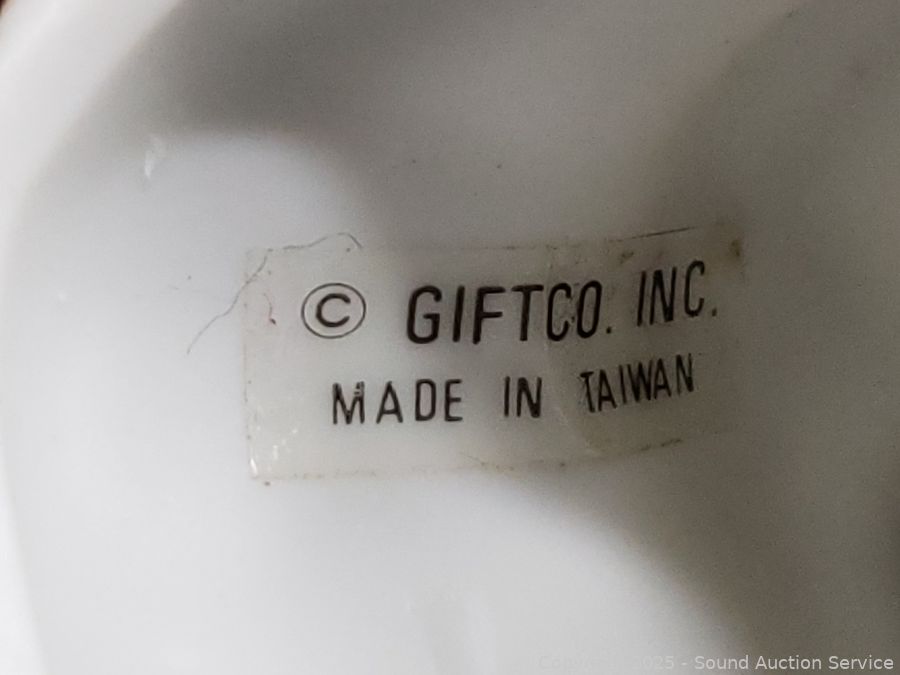 © GIFTCO. INC.
MADE IN TAIWAN
Copyright 2025 - Sound Auction Service